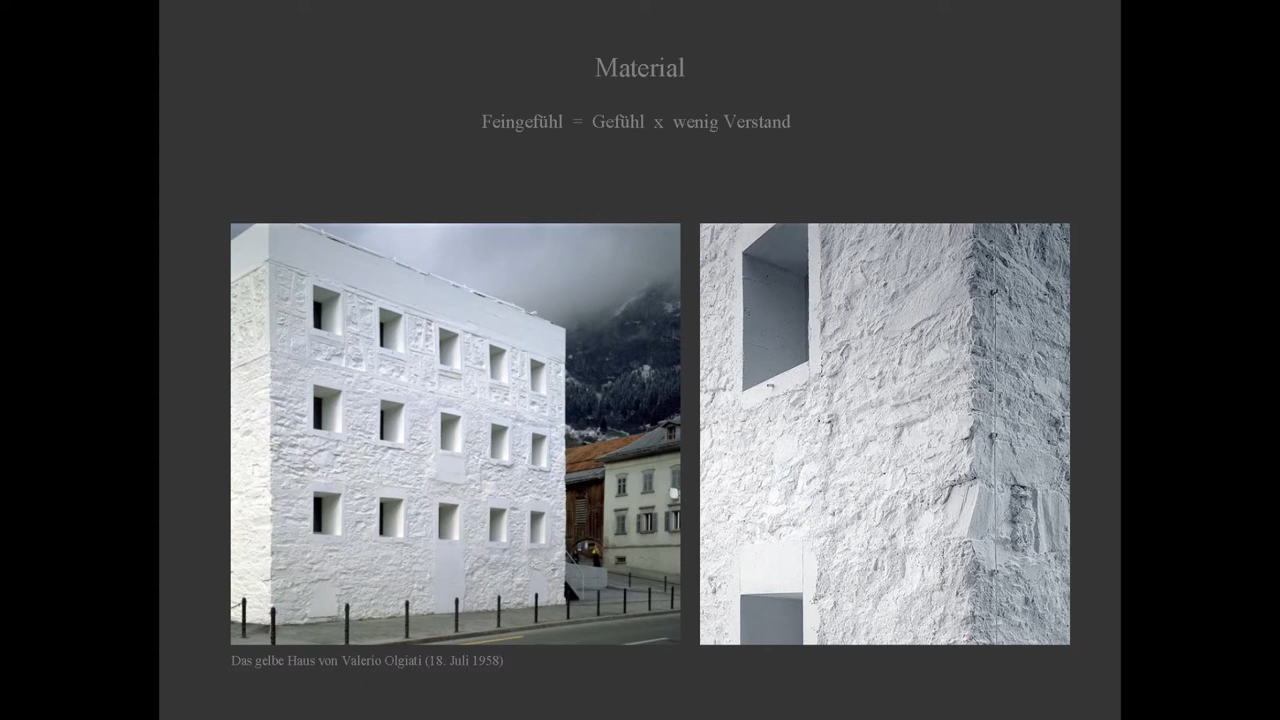 Material
Feingefühl = Gefühl x wenig Verstand
Das gelbe Haus von Valerio Olgiati (18. Juli 1958)